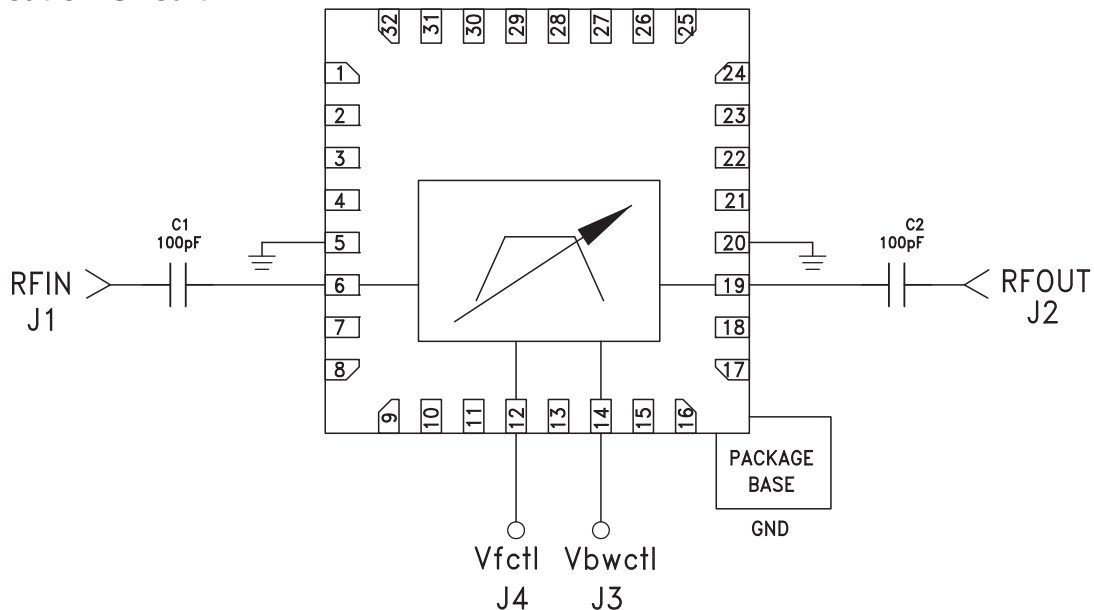 32 31 30 29 28 27 26 25
1
24
2
23
3
22
4
21
C1
100pF
5
20
C2
100pF
RFIN
J1
6
19
RFOUT
J2
7
18
8
17
9 10 11 12 13 14 15 16
PACKAGE
BASE
GND
Vfctl
J4
Vbwctl
J3